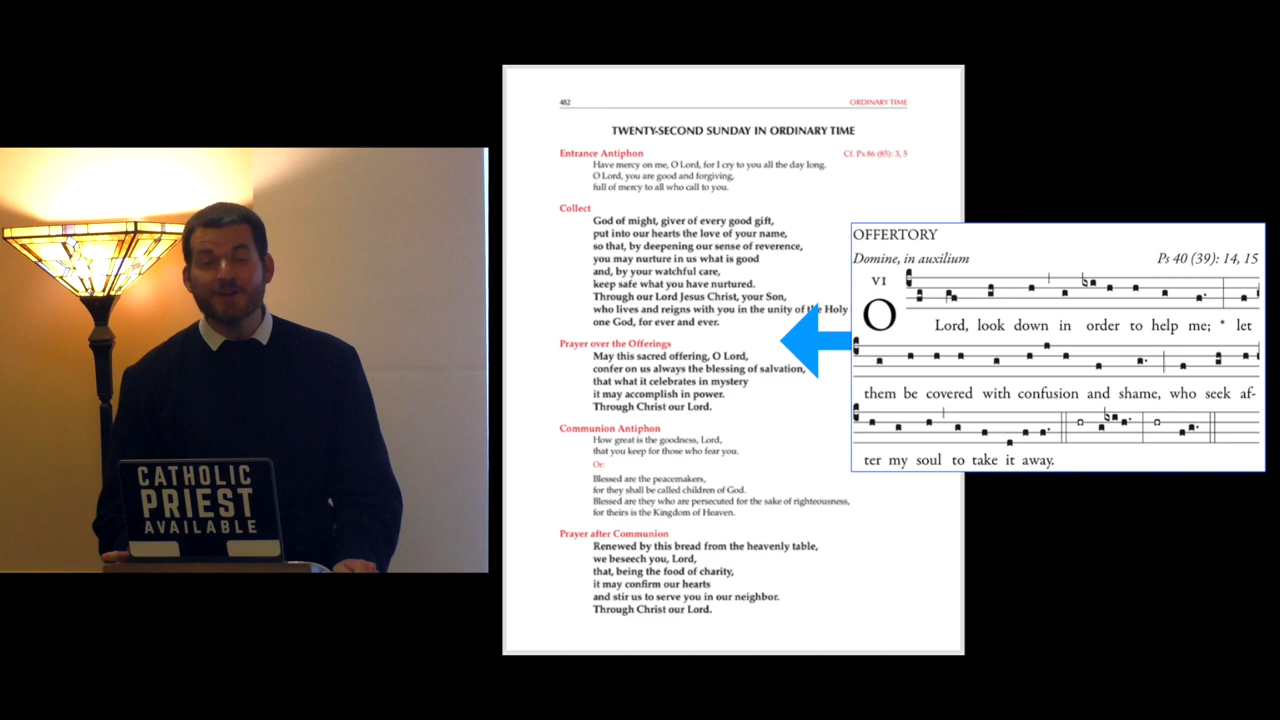 CATHOLIC
PRIEST
AVAILABLE
482
ORDINARY TIME
TWENTY-SECOND SUNDAY IN ORDINARY TIME
Entrance Antiphon
Cf. Ps 86 (85): 3, 5
Have mercy on me, O Lord, for I cry to you all the day long.
O Lord, you are good and forgiving,
full of mercy to all who call to you.
Collect
God of might, giver of every good gift,
put into our hearts the love of your name,
so that, by deepening our sense of reverence,
you may nurture in us what is good
and, by your watchful care,
keep safe what you have nurtured.
Through our Lord Jesus Christ, your Son,
who lives and reigns with you in the unity of the Holy
one God, for ever and ever.
Prayer over the Offerings
May this sacred offering, O Lord,
confer on us always the blessing of salvation,
that what it celebrates in mystery
it may accomplish in power.
Through Christ our Lord.
Communion Antiphon
How great is the goodness, Lord,
that you keep for those who fear you.
Or:
Blessed are the peacemakers,
for they shall be called children of God.
Blessed are they who are persecuted for the sake of righteousness,
for theirs is the Kingdom of Heaven.
Prayer after Communion
Renewed by this bread from the heavenly table,
we beseech you, Lord,
that, being the food of charity,
it may confirm our hearts
and stir us to serve you in our neighbor.
Through Christ our Lord.
OFFERTORY
Domine, in auxilium
Ps 40 (39): 14, 15
VI
O Lord, look down in order to help me; * let
them be covered with confusion and shame, who seek af-
ter my soul to take it away.